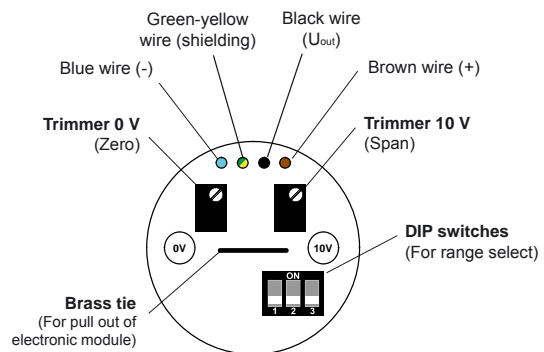 Green-yellow
wire (shielding)
Black wire
(Uout)
Blue wire (-)
Brown wire (+)
Trimmer 0 V
(Zero)
Trimmer 10 V
(Span)
0V
10V
DIP switches
(For range select)
ON
1 2 3
Brass tie
(For pull out of
electronic module)